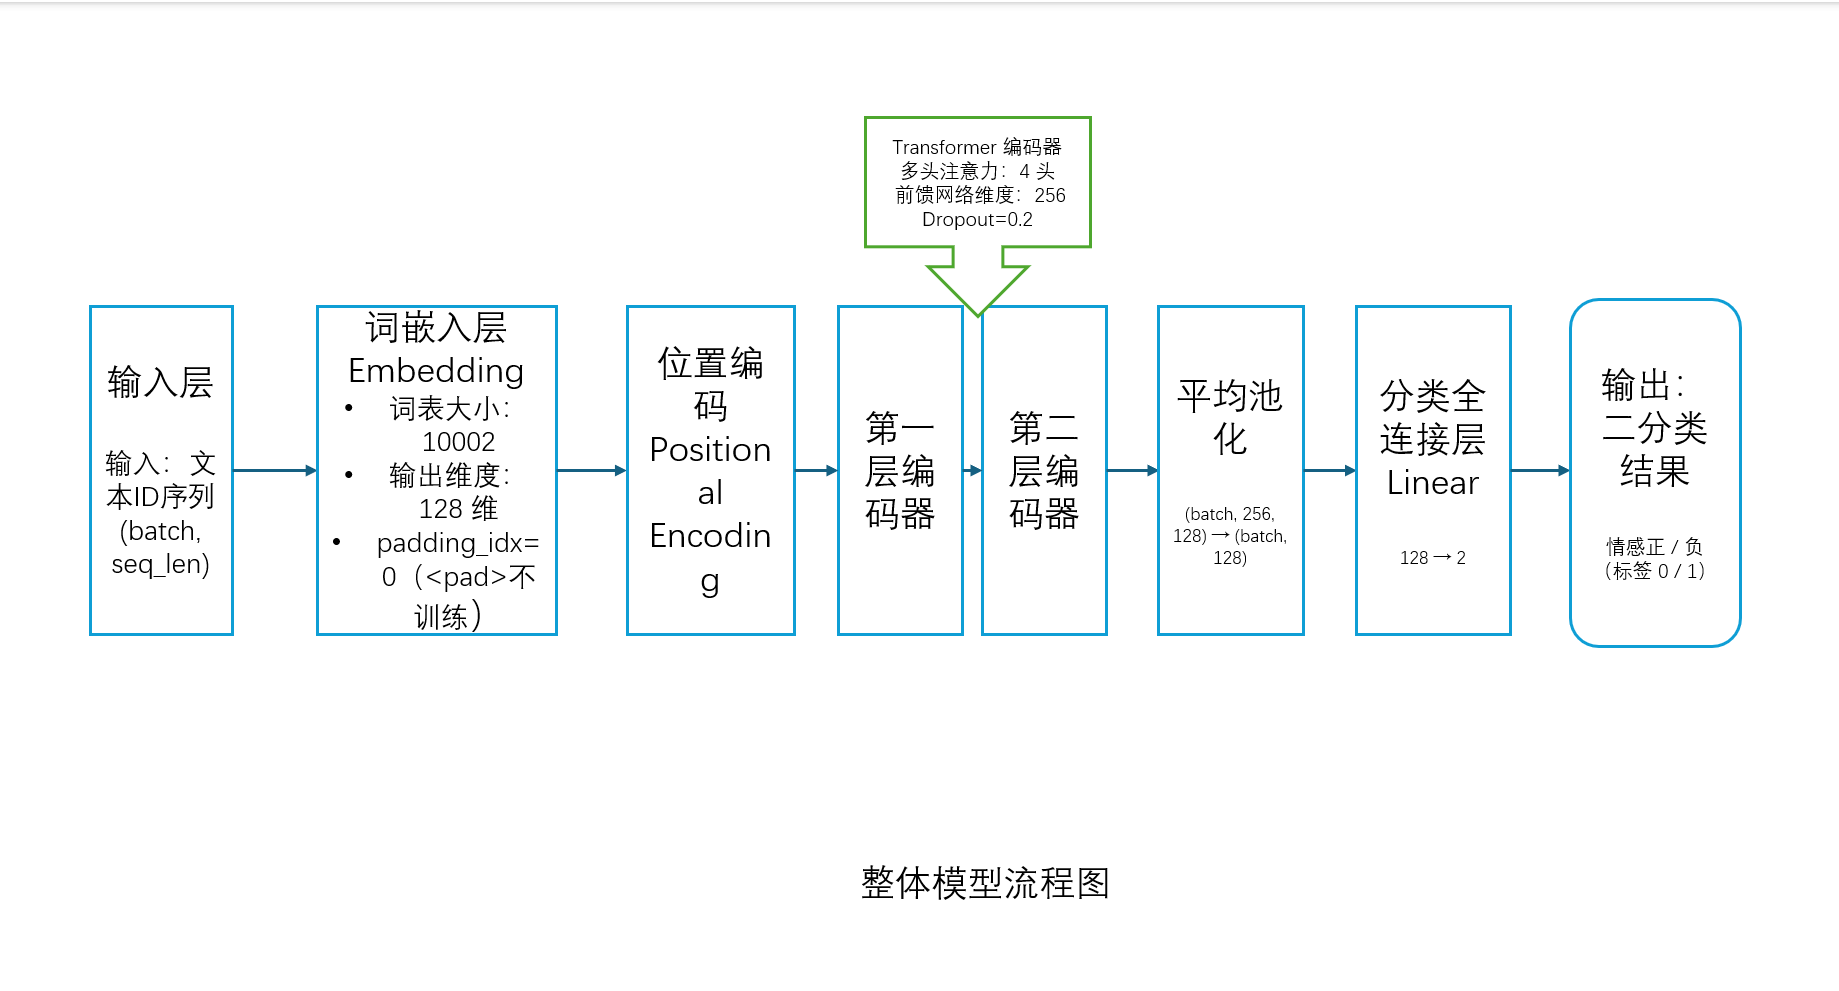 Transformer 编码器
多头注意力：4 头
前馈网络维度：256
Dropout=0.2
输入层
输入：文
本ID序列
(batch,
seq_len)
词嵌入层
Embedding
• 词表大小：
10002
• 输出维度：
128 维
• padding_idx=
0（<pad>不
训练）
位置编
码
Position
al
Encodin
g
第一
层编
码器
第二
层编
码器
平均池
化
(batch, 256,
128) → (batch,
128)
分类全
连接层
Linear
128 → 2
输出：
二分类
结果
情感正 / 负
（标签 0 / 1）
整体模型流程图